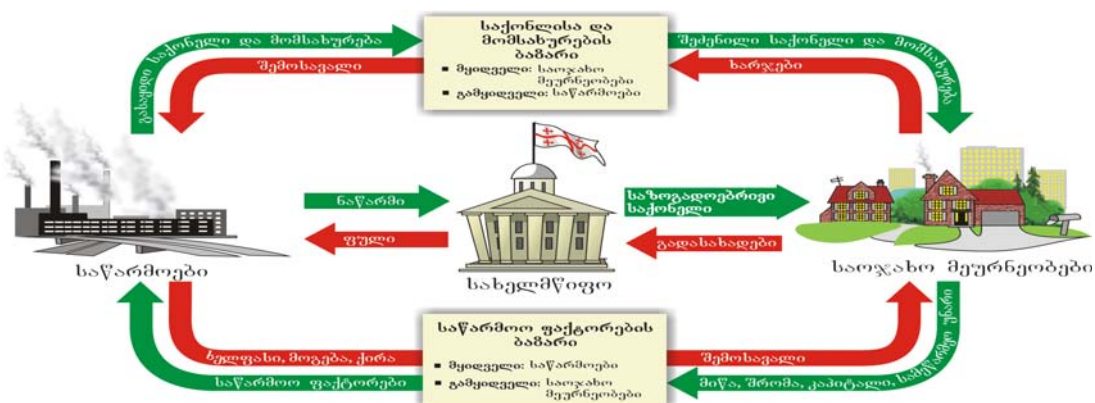 საქონლისა და
მომსახურების
ბაზარი
▪ მყიდველი: საოჯახო
მეურნეობები
▪ გამყიდველი: საწარმოები
გასაყიდი საქონელი და მომსახურება
შემოსავალი
შეძენილი საქონელი და მომსახურება
ხარჯები
ნაწარმი
ფული
საზოგადოებრივი
საქონელი
გადასახადები
საწარმოები
სახელმწიფო
საოჯახო მეურნეობები
საწარმოო ფაქტორების
ბაზარი
▪ მყიდველი: საწარმოები
▪ გამყიდველი: საოჯახო
მეურნეობები
ხელფასი, მოგება, ქირა
საწარმოო ფაქტორები
შემოსავალი
მიწა, შრომა, კაპიტალი, სამეწარმეო უნარი